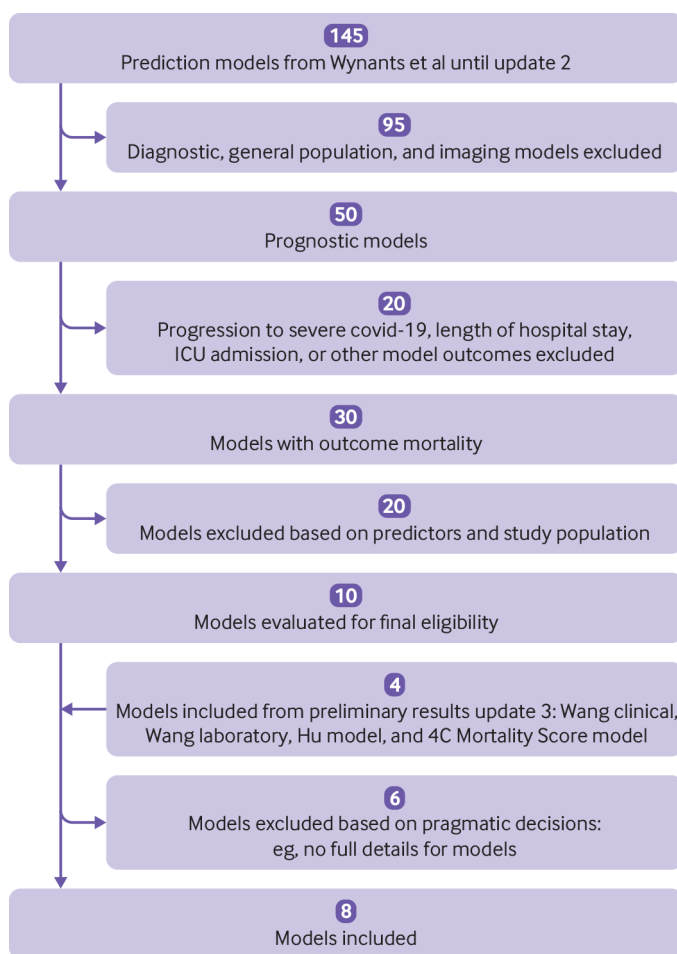 145
Prediction models from Wynants et al until update 2
95
Diagnostic, general population, and imaging models excluded
50
Prognostic models
20
Progression to severe covid-19, length of hospital stay,
ICU admission, or other model outcomes excluded
30
Models with outcome mortality
20
Models excluded based on predictors and study population
10
Models evaluated for final eligibility
4
Models included from preliminary results update 3: Wang clinical,
Wang laboratory, Hu model, and 4C Mortality Score model
6
Models excluded based on pragmatic decisions:
eg, no full details for models
8
Models included